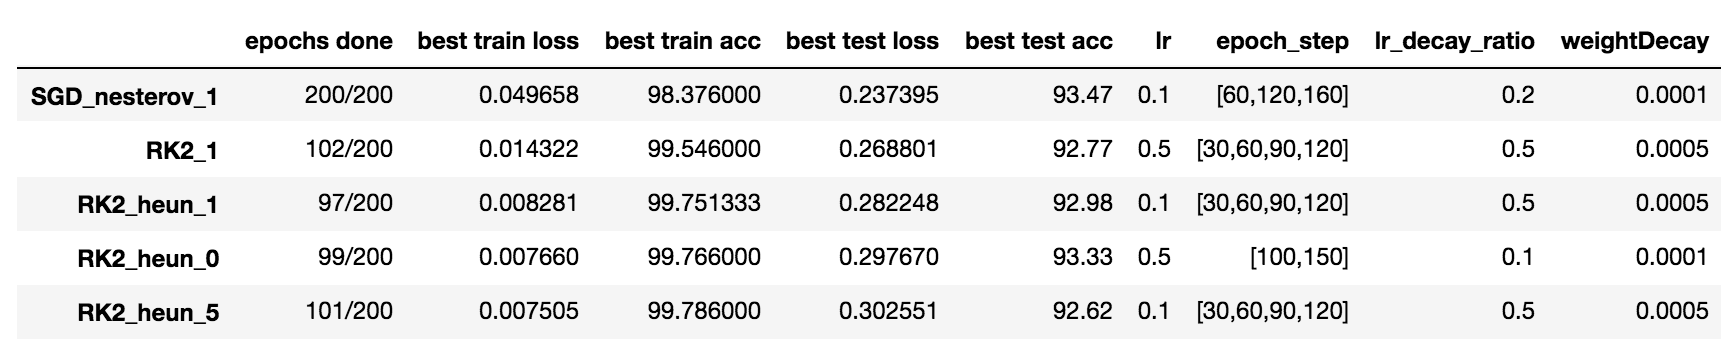 epochs done best train loss best train acc best test loss best test acc lr epoch_step lr_decay_ratio weightDecay
SGD_nesterov_1 200/200 0.049658 98.376000 0.237395 93.47 0.1 [60,120,160] 0.2 0.0001
RK2_1 102/200 0.014322 99.546000 0.268801 92.77 0.5 [30,60,90,120] 0.5 0.0005
RK2_heun_1 97/200 0.008281 99.751333 0.282248 92.98 0.1 [30,60,90,120] 0.5 0.0005
RK2_heun_0 99/200 0.007660 99.766000 0.297670 93.33 0.5 [100,150] 0.1 0.0001
RK2_heun_5 101/200 0.007505 99.786000 0.302551 92.62 0.1 [30,60,90,120] 0.5 0.0005